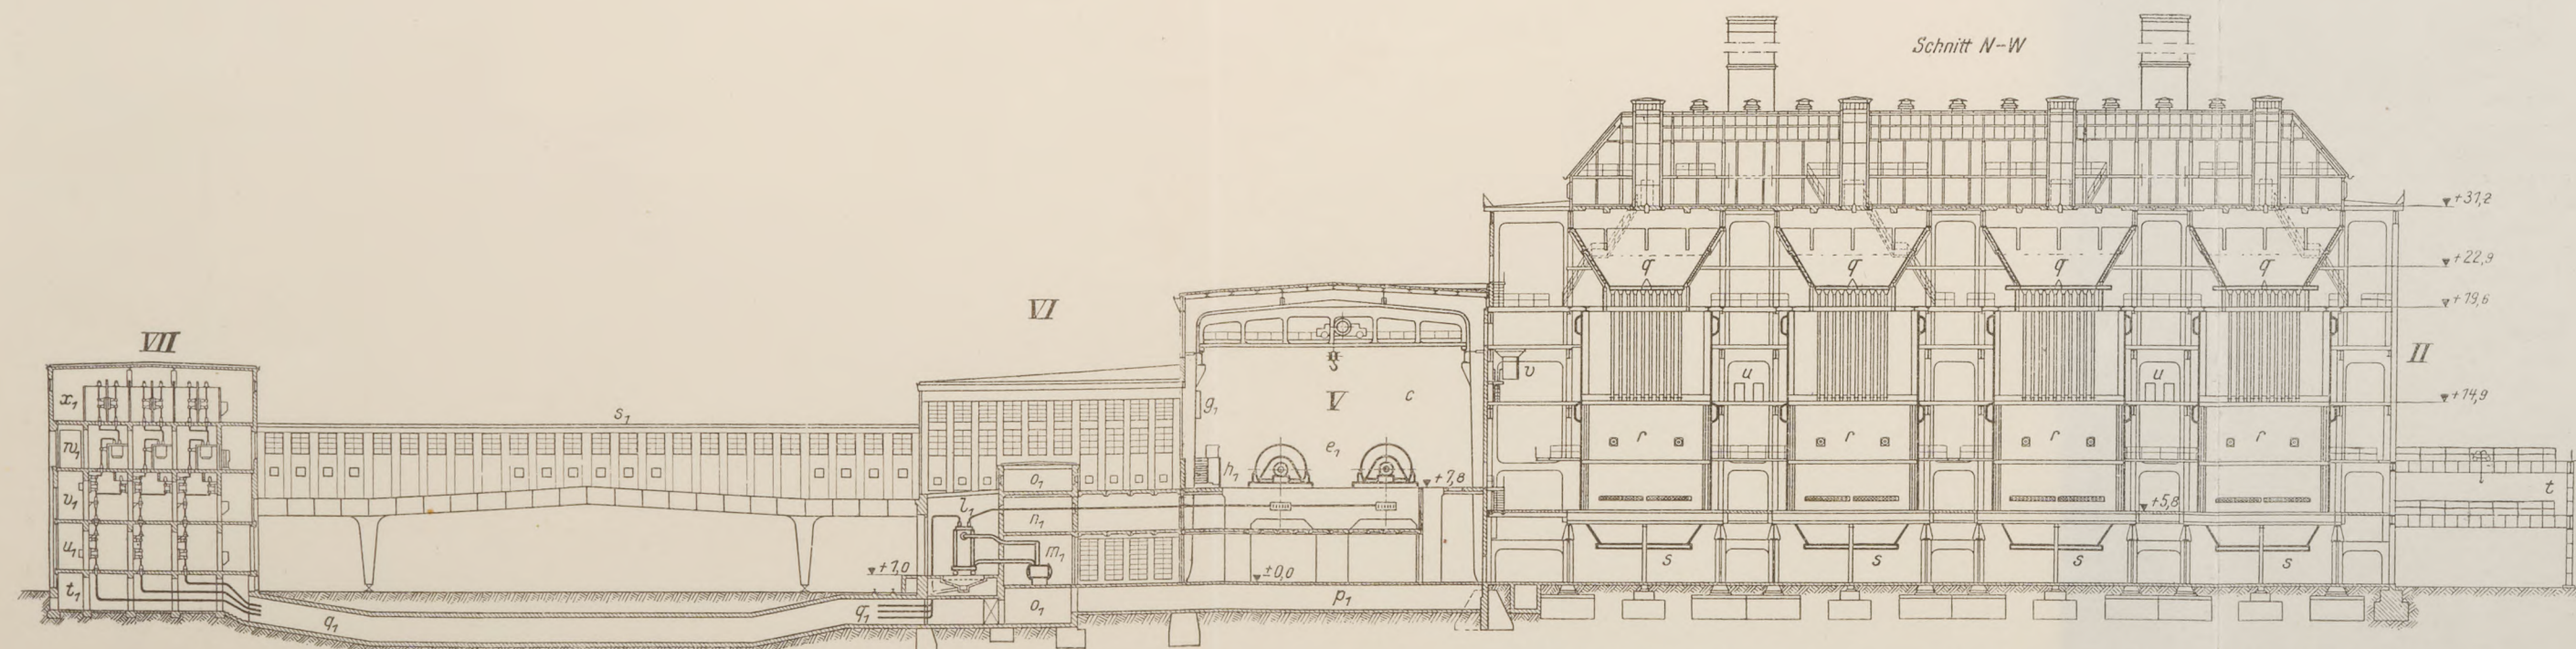 Schnitt N-W
+31,2
+22,9
q q q q
+19,6
VI
VII
II
v
u u
x₁
g₁ V c
+14,9
s₁
w₁
r r r r
e₁
h₁
o₁
+7,8
t
v₁
l₁
+5,8
n₁
u₁
m₁
s s s s
+1,0
±0,0
t₁
q₁
o₁
p₁
q₁